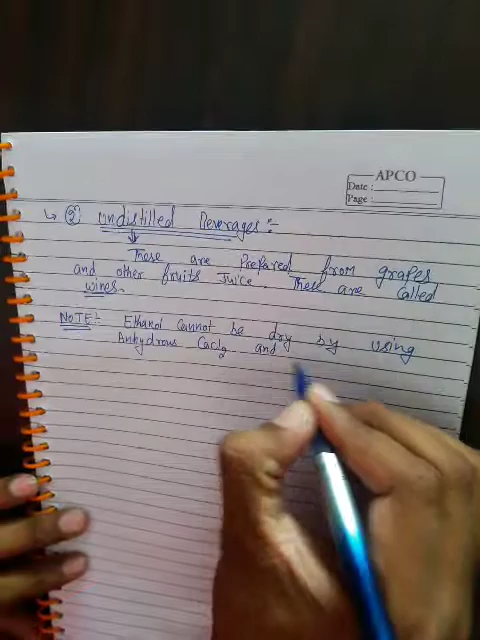 APCO
Date :
Page :
↳ ② Undistilled Beverages :-
These are Prepared from grapes
and other fruits Juice. These are Called
wines.
NOTE :- Ethanol Cannot be dry by using
Anhydrous CaCl₂ and